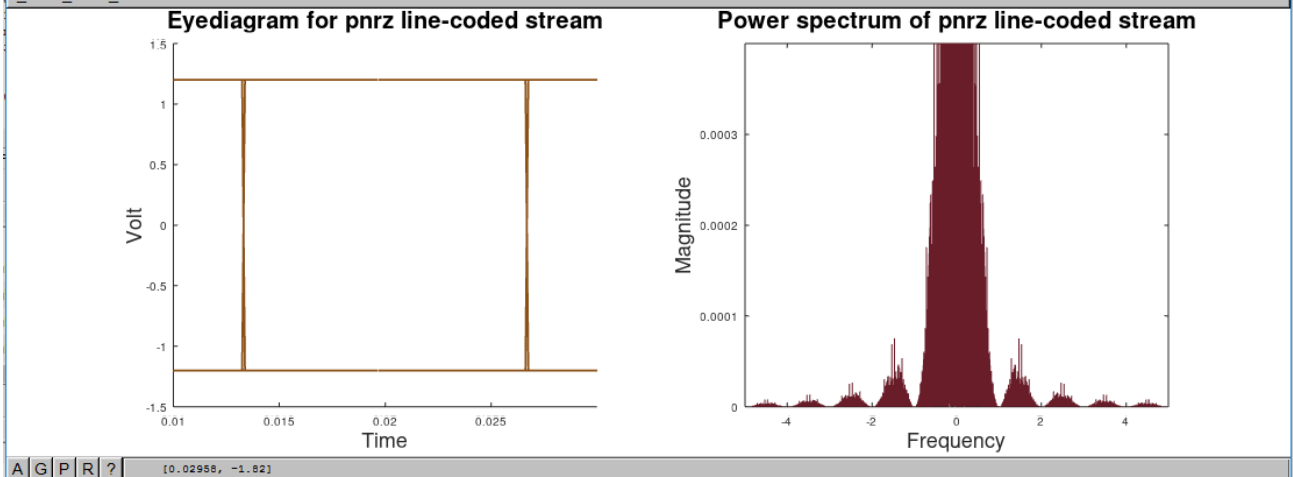 Eyediagram for pnrz line-coded stream
1.5
1
0.5
0
-0.5
-1
-1.5
Volt
0.01 0.015 0.02 0.025
Time
Power spectrum of pnrz line-coded stream
0.0003
0.0002
0.0001
0
Magnitude
-4 -2 0 2 4
Frequency
A G P R ? [0.02958, -1.82]